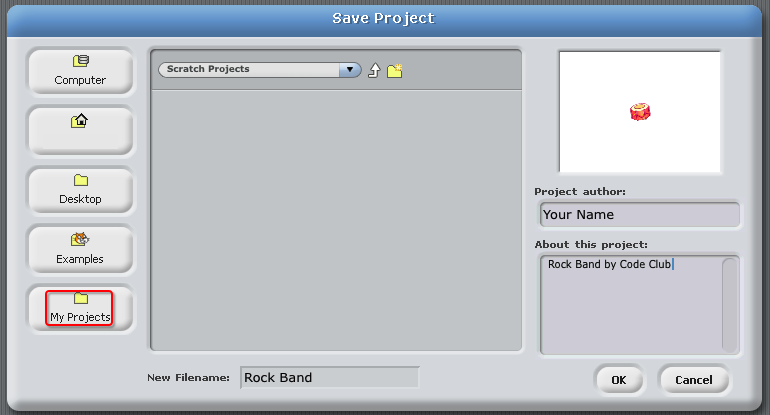 Save Project
Computer
Desktop
Examples
My Projects
Scratch Projects
Project author:
Your Name
About this project:
Rock Band by Code Club
New Filename: Rock Band
OK
Cancel